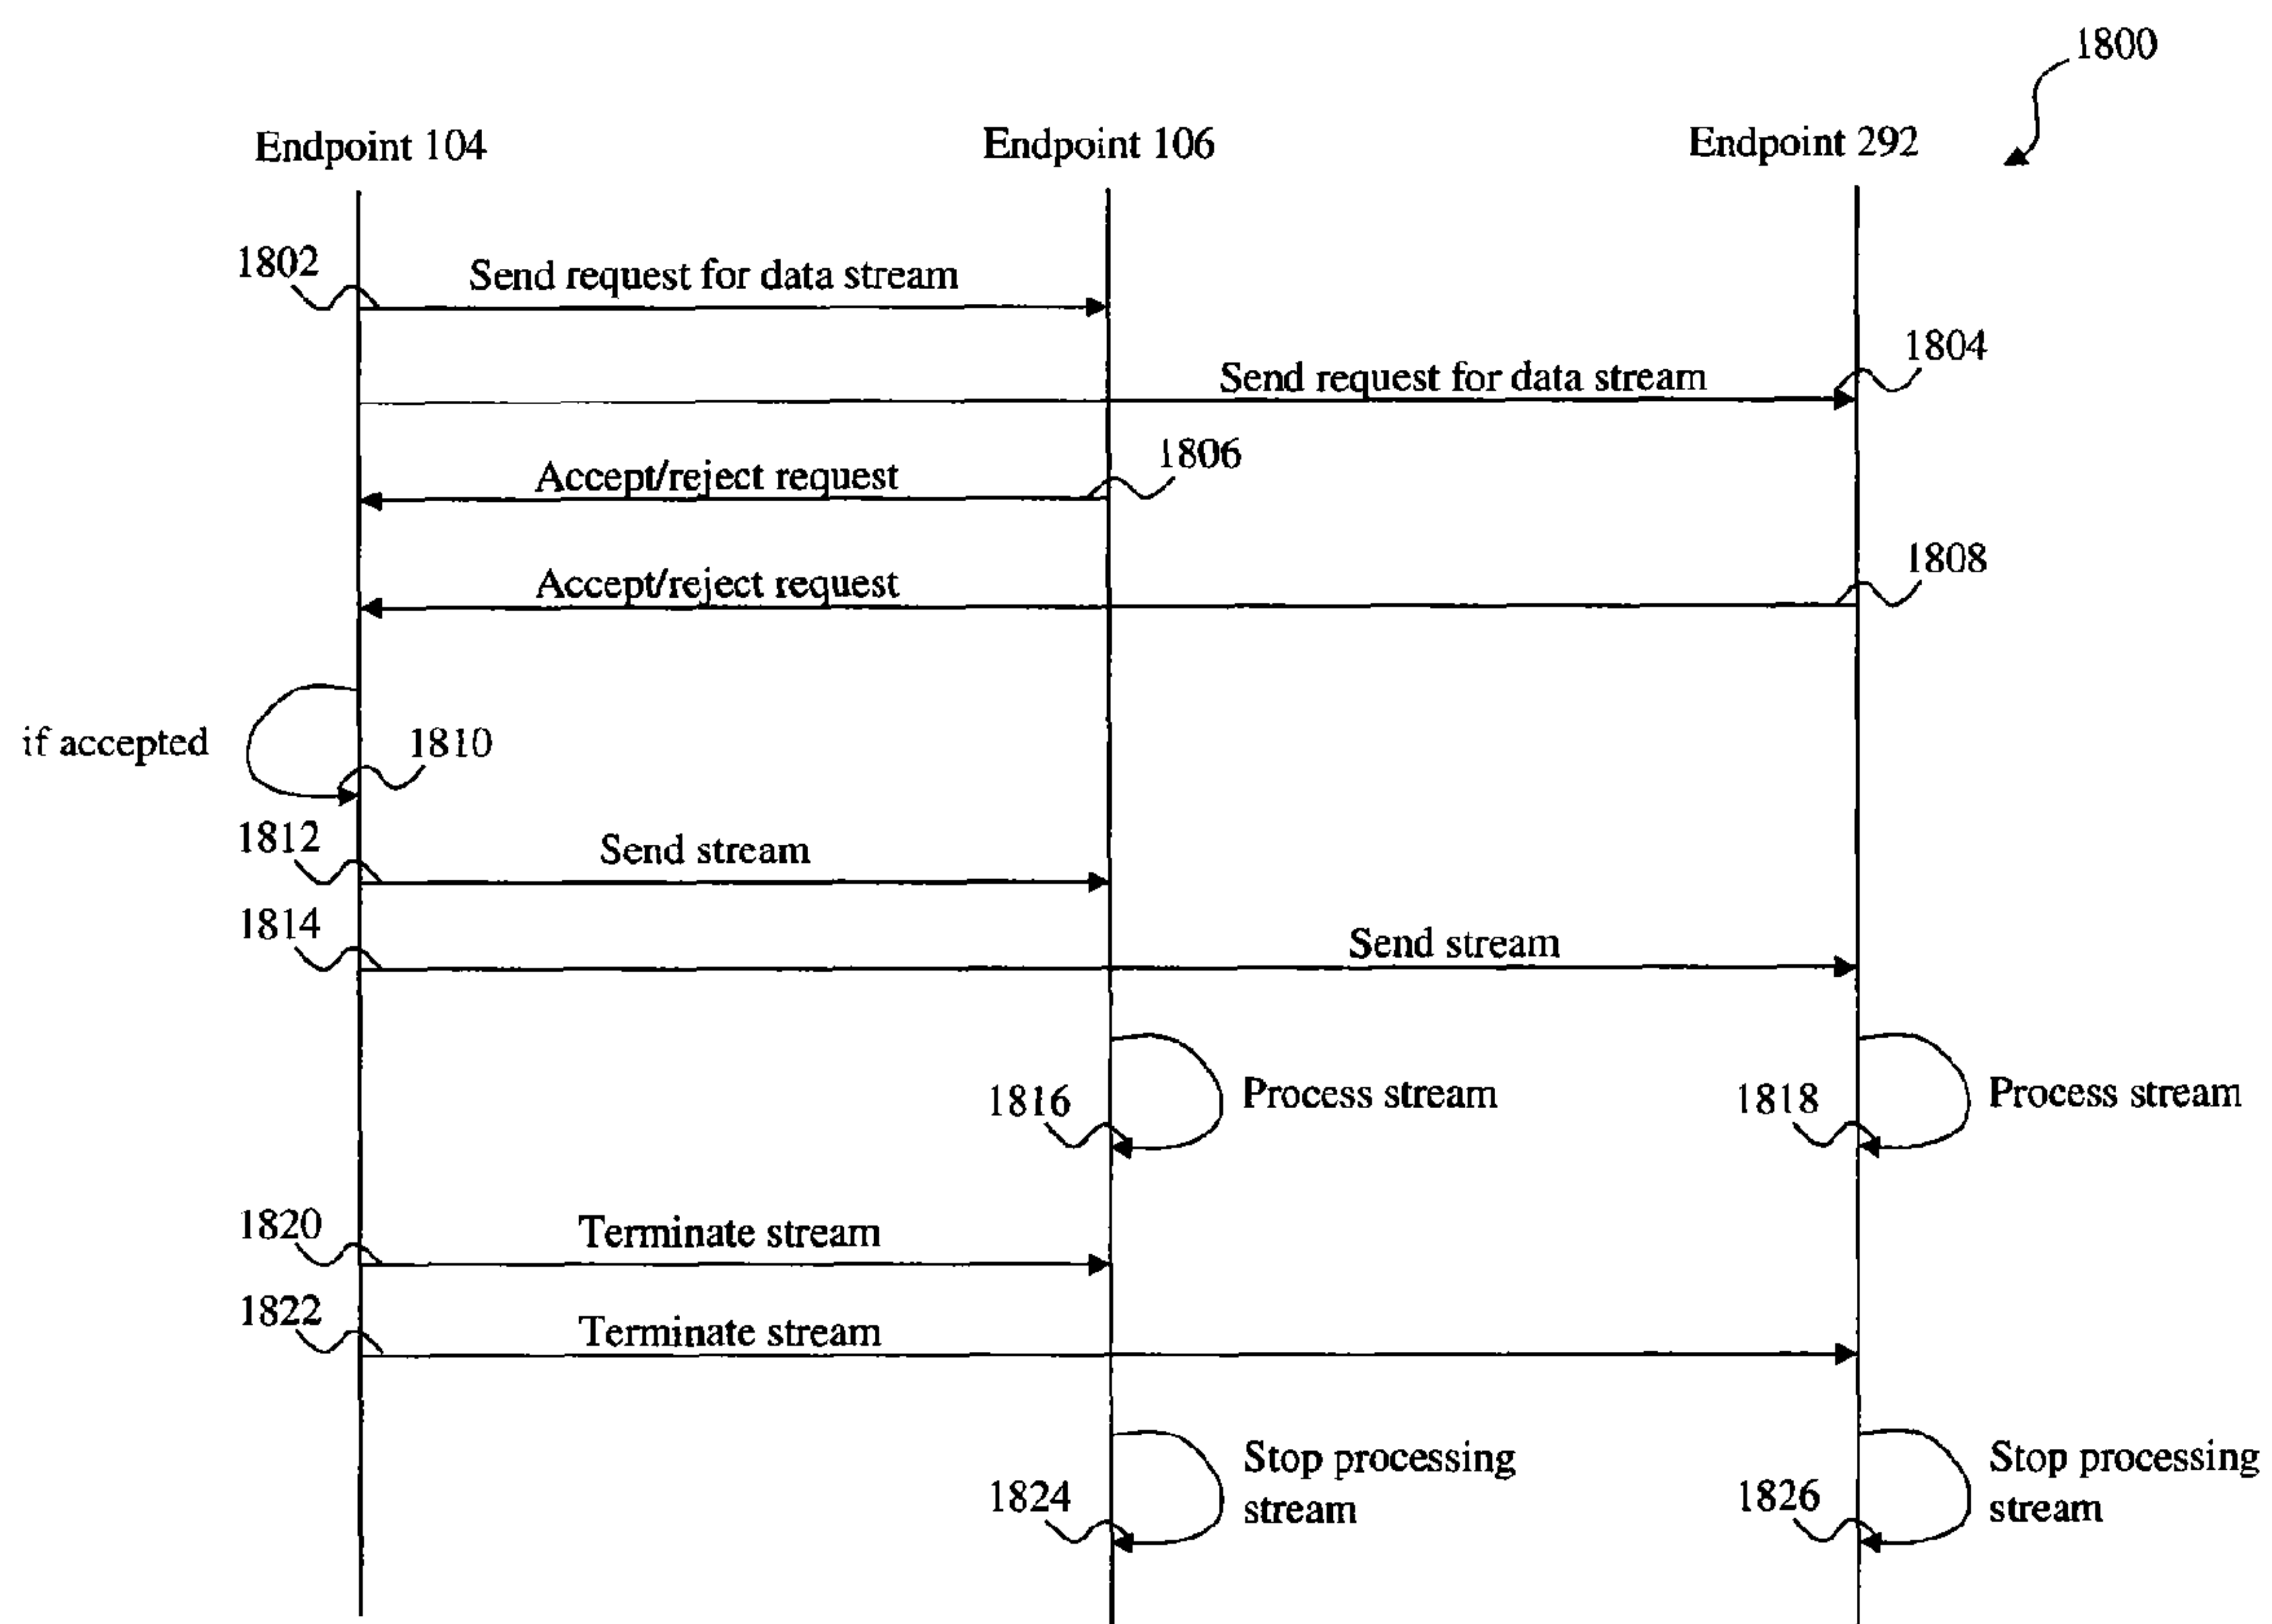 1800
Endpoint 104
Endpoint 106
Endpoint 292
1802
Send request for data stream
1804
Send request for data stream
1806
Accept/reject request
1808
Accept/reject request
if accepted
1810
1812
Send stream
1814
Send stream
1816
Process stream
1818
Process stream
1820
Terminate stream
1822
Terminate stream
1824
Stop processing
stream
1826
Stop processing
stream